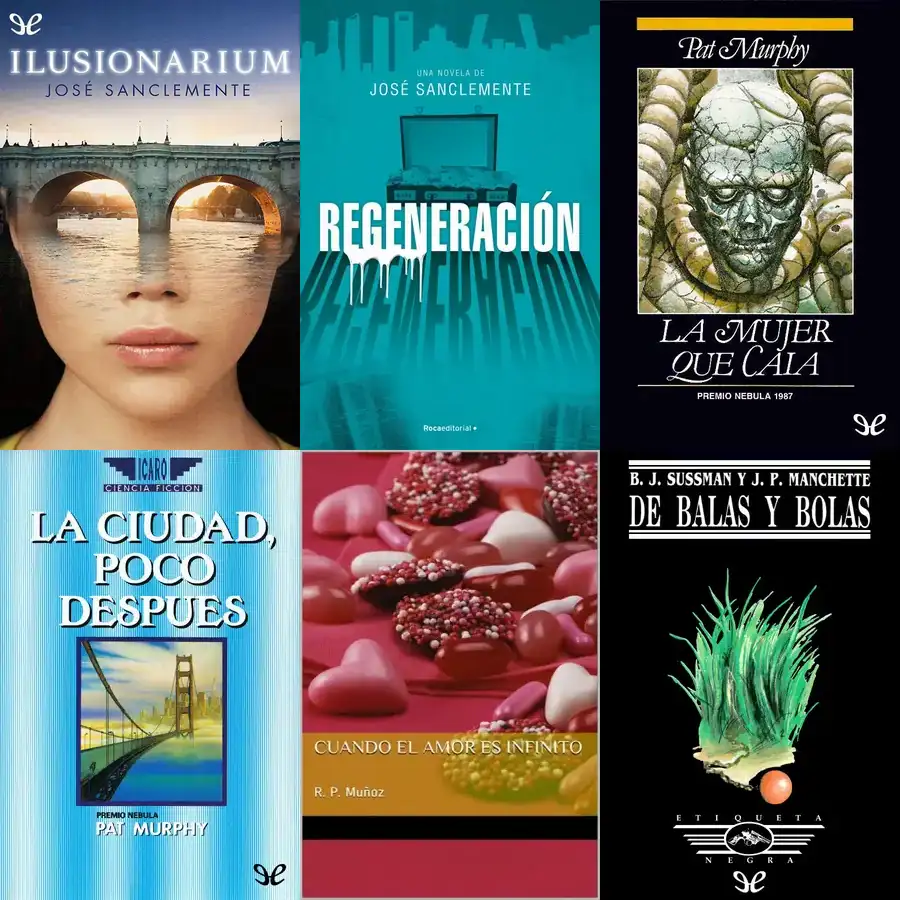 ILUSIONARIUM
JOSÉ SANCLEMENTE
UNA NOVELA DE
JOSÉ SANCLEMENTE
REGENERACIÓN
REGENERACIÓN
Rocaeditorial
Pat Murphy
LA MUJER
QUE CAIA
PREMIO NEBULA 1987
ICARO
CIENCIA FICCION
LA CIUDAD,
POCO
DESPUES
PREMIO NEBULA
PAT MURPHY
CUANDO EL AMOR ES INFINITO
R. P. Muñoz
B. J. SUSSMAN Y J. P. MANCHETTE
DE BALAS Y BOLAS
ETIQUETA
NEGRA